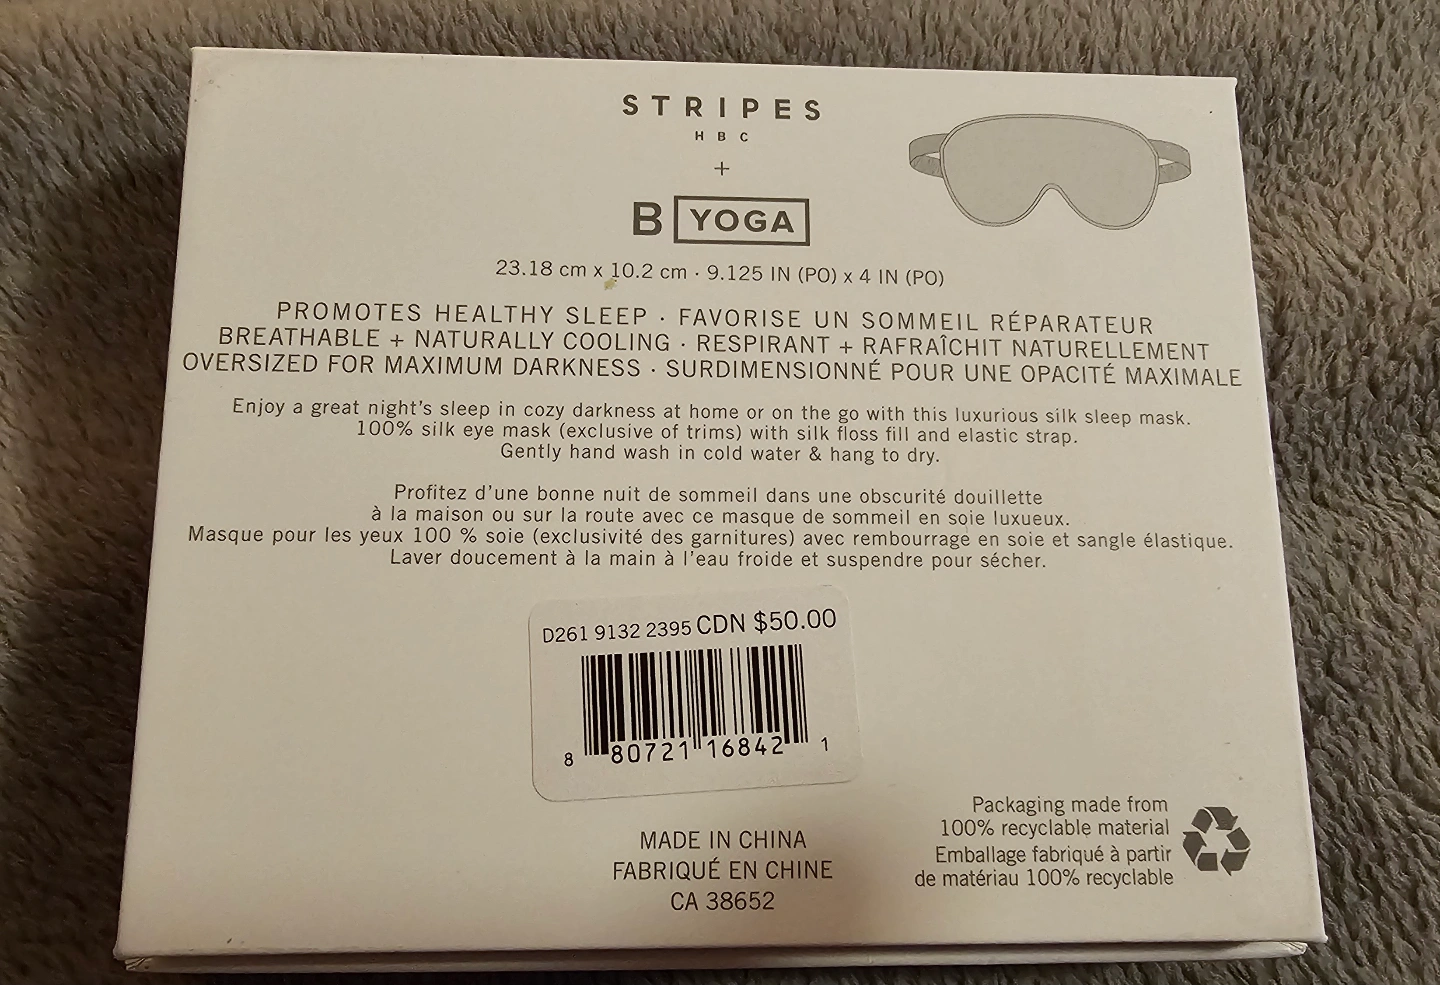 STRIPES
HBC
+
B YOGA
23.18 cm x 10.2 cm · 9.125 IN (PO) x 4 IN (PO)
PROMOTES HEALTHY SLEEP · FAVORISE UN SOMMEIL RÉPARATEUR
BREATHABLE + NATURALLY COOLING · RESPIRANT + RAFRAÎCHIT NATURELLEMENT
OVERSIZED FOR MAXIMUM DARKNESS · SURDIMENSIONNÉ POUR UNE OPACITÉ MAXIMALE
Enjoy a great night's sleep in cozy darkness at home or on the go with this luxurious silk sleep mask.
100% silk eye mask (exclusive of trims) with silk floss fill and elastic strap.
Gently hand wash in cold water & hang to dry.
Profitez d'une bonne nuit de sommeil dans une obscurité douillette
à la maison ou sur la route avec ce masque de sommeil en soie luxueux.
Masque pour les yeux 100 % soie (exclusivité des garnitures) avec rembourrage en soie et sangle élastique.
Laver doucement à la main à l'eau froide et suspendre pour sécher.
D261 9132 2395 CDN $50.00
8 80721 16842 1
MADE IN CHINA
FABRIQUÉ EN CHINE
CA 38652
Packaging made from
100% recyclable material
Emballage fabriqué à partir
de matériau 100% recyclable